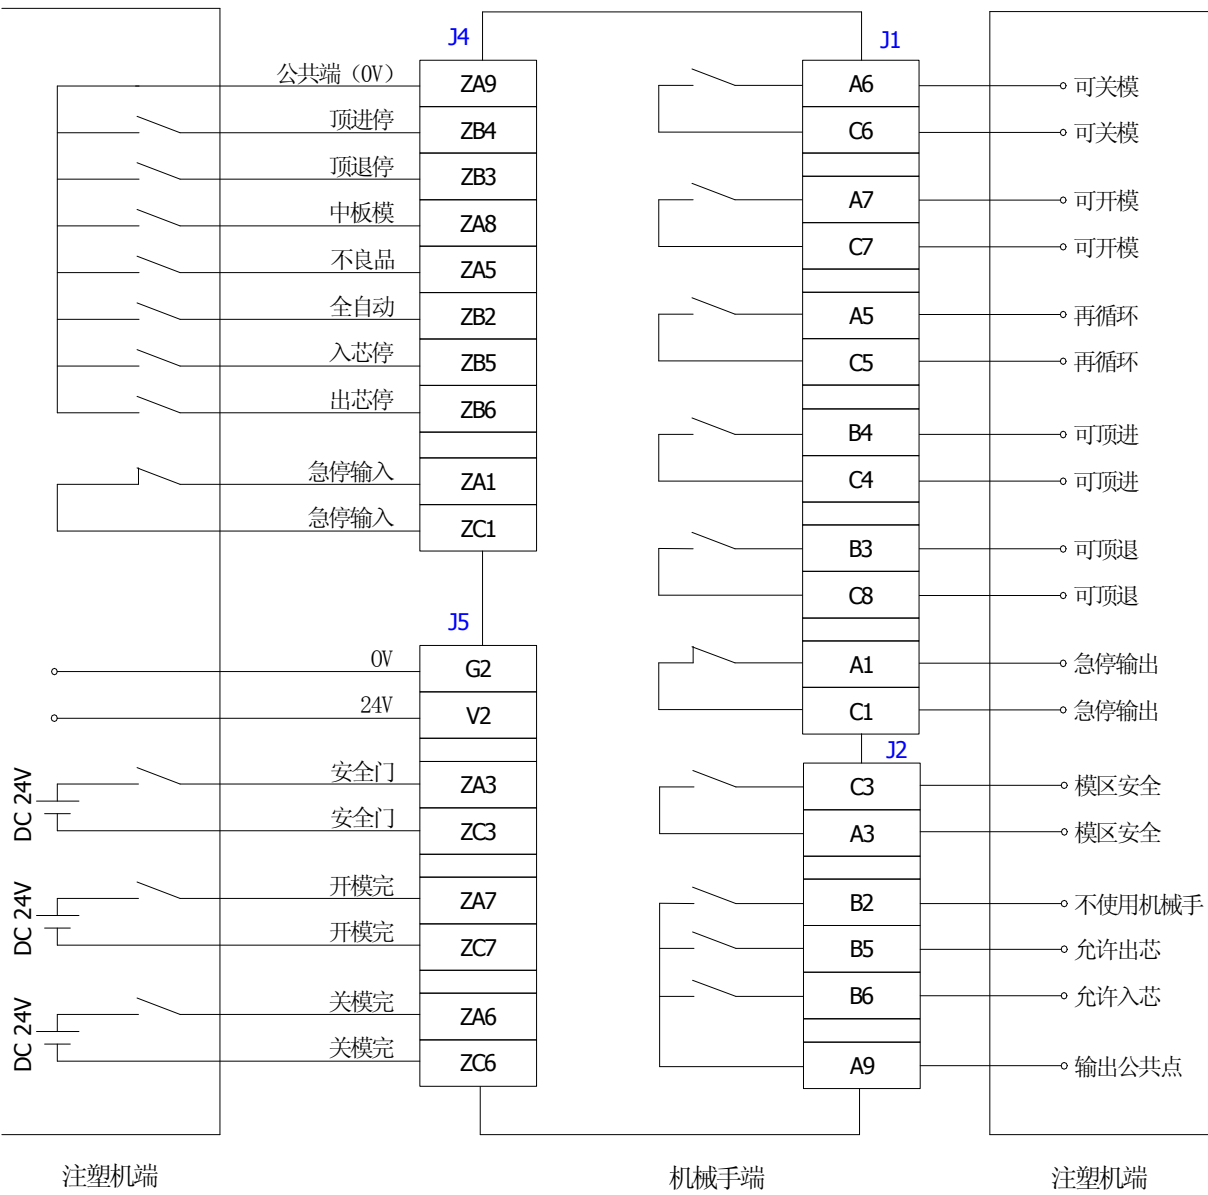 J4
公共端（0V）
ZA9
顶进停
ZB4
顶退停
ZB3
中板模
ZA8
不良品
ZA5
全自动
ZB2
入芯停
ZB5
出芯停
ZB6
急停输入
ZA1
急停输入
ZC1
J5
0V
G2
24V
V2
DC 24V
安全门
ZA3
安全门
ZC3
DC 24V
开模完
ZA7
开模完
ZC7
DC 24V
关模完
ZA6
关模完
ZC6
J1
A6
可关模
C6
可关模
A7
可开模
C7
可开模
A5
再循环
C5
再循环
B4
可顶进
C4
可顶进
B3
可顶退
C8
可顶退
A1
急停输出
C1
急停输出
J2
C3
模区安全
A3
模区安全
B2
不使用机械手
B5
允许出芯
B6
允许入芯
A9
输出公共点
注塑机端
机械手端
注塑机端